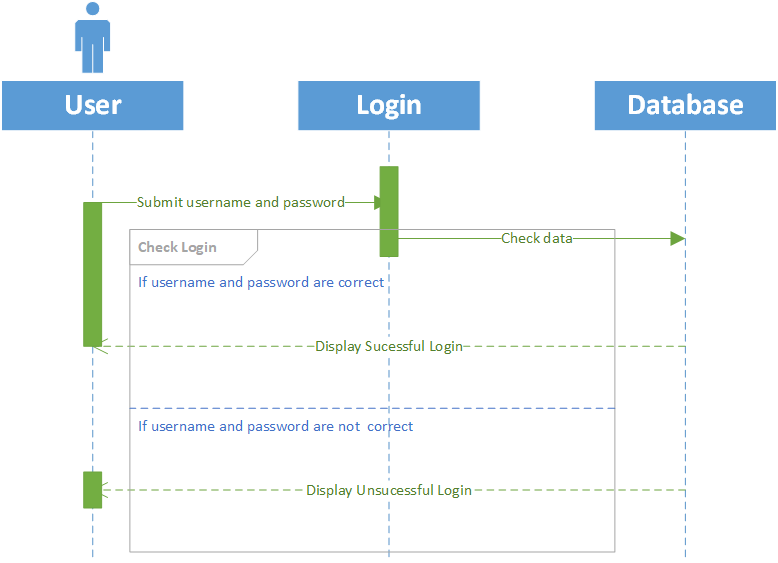 User
Login
Database
Submit username and password
Check data
Check Login
If username and password are correct
Display Sucessful Login
If username and password are not  correct
Display Unsucessful Login